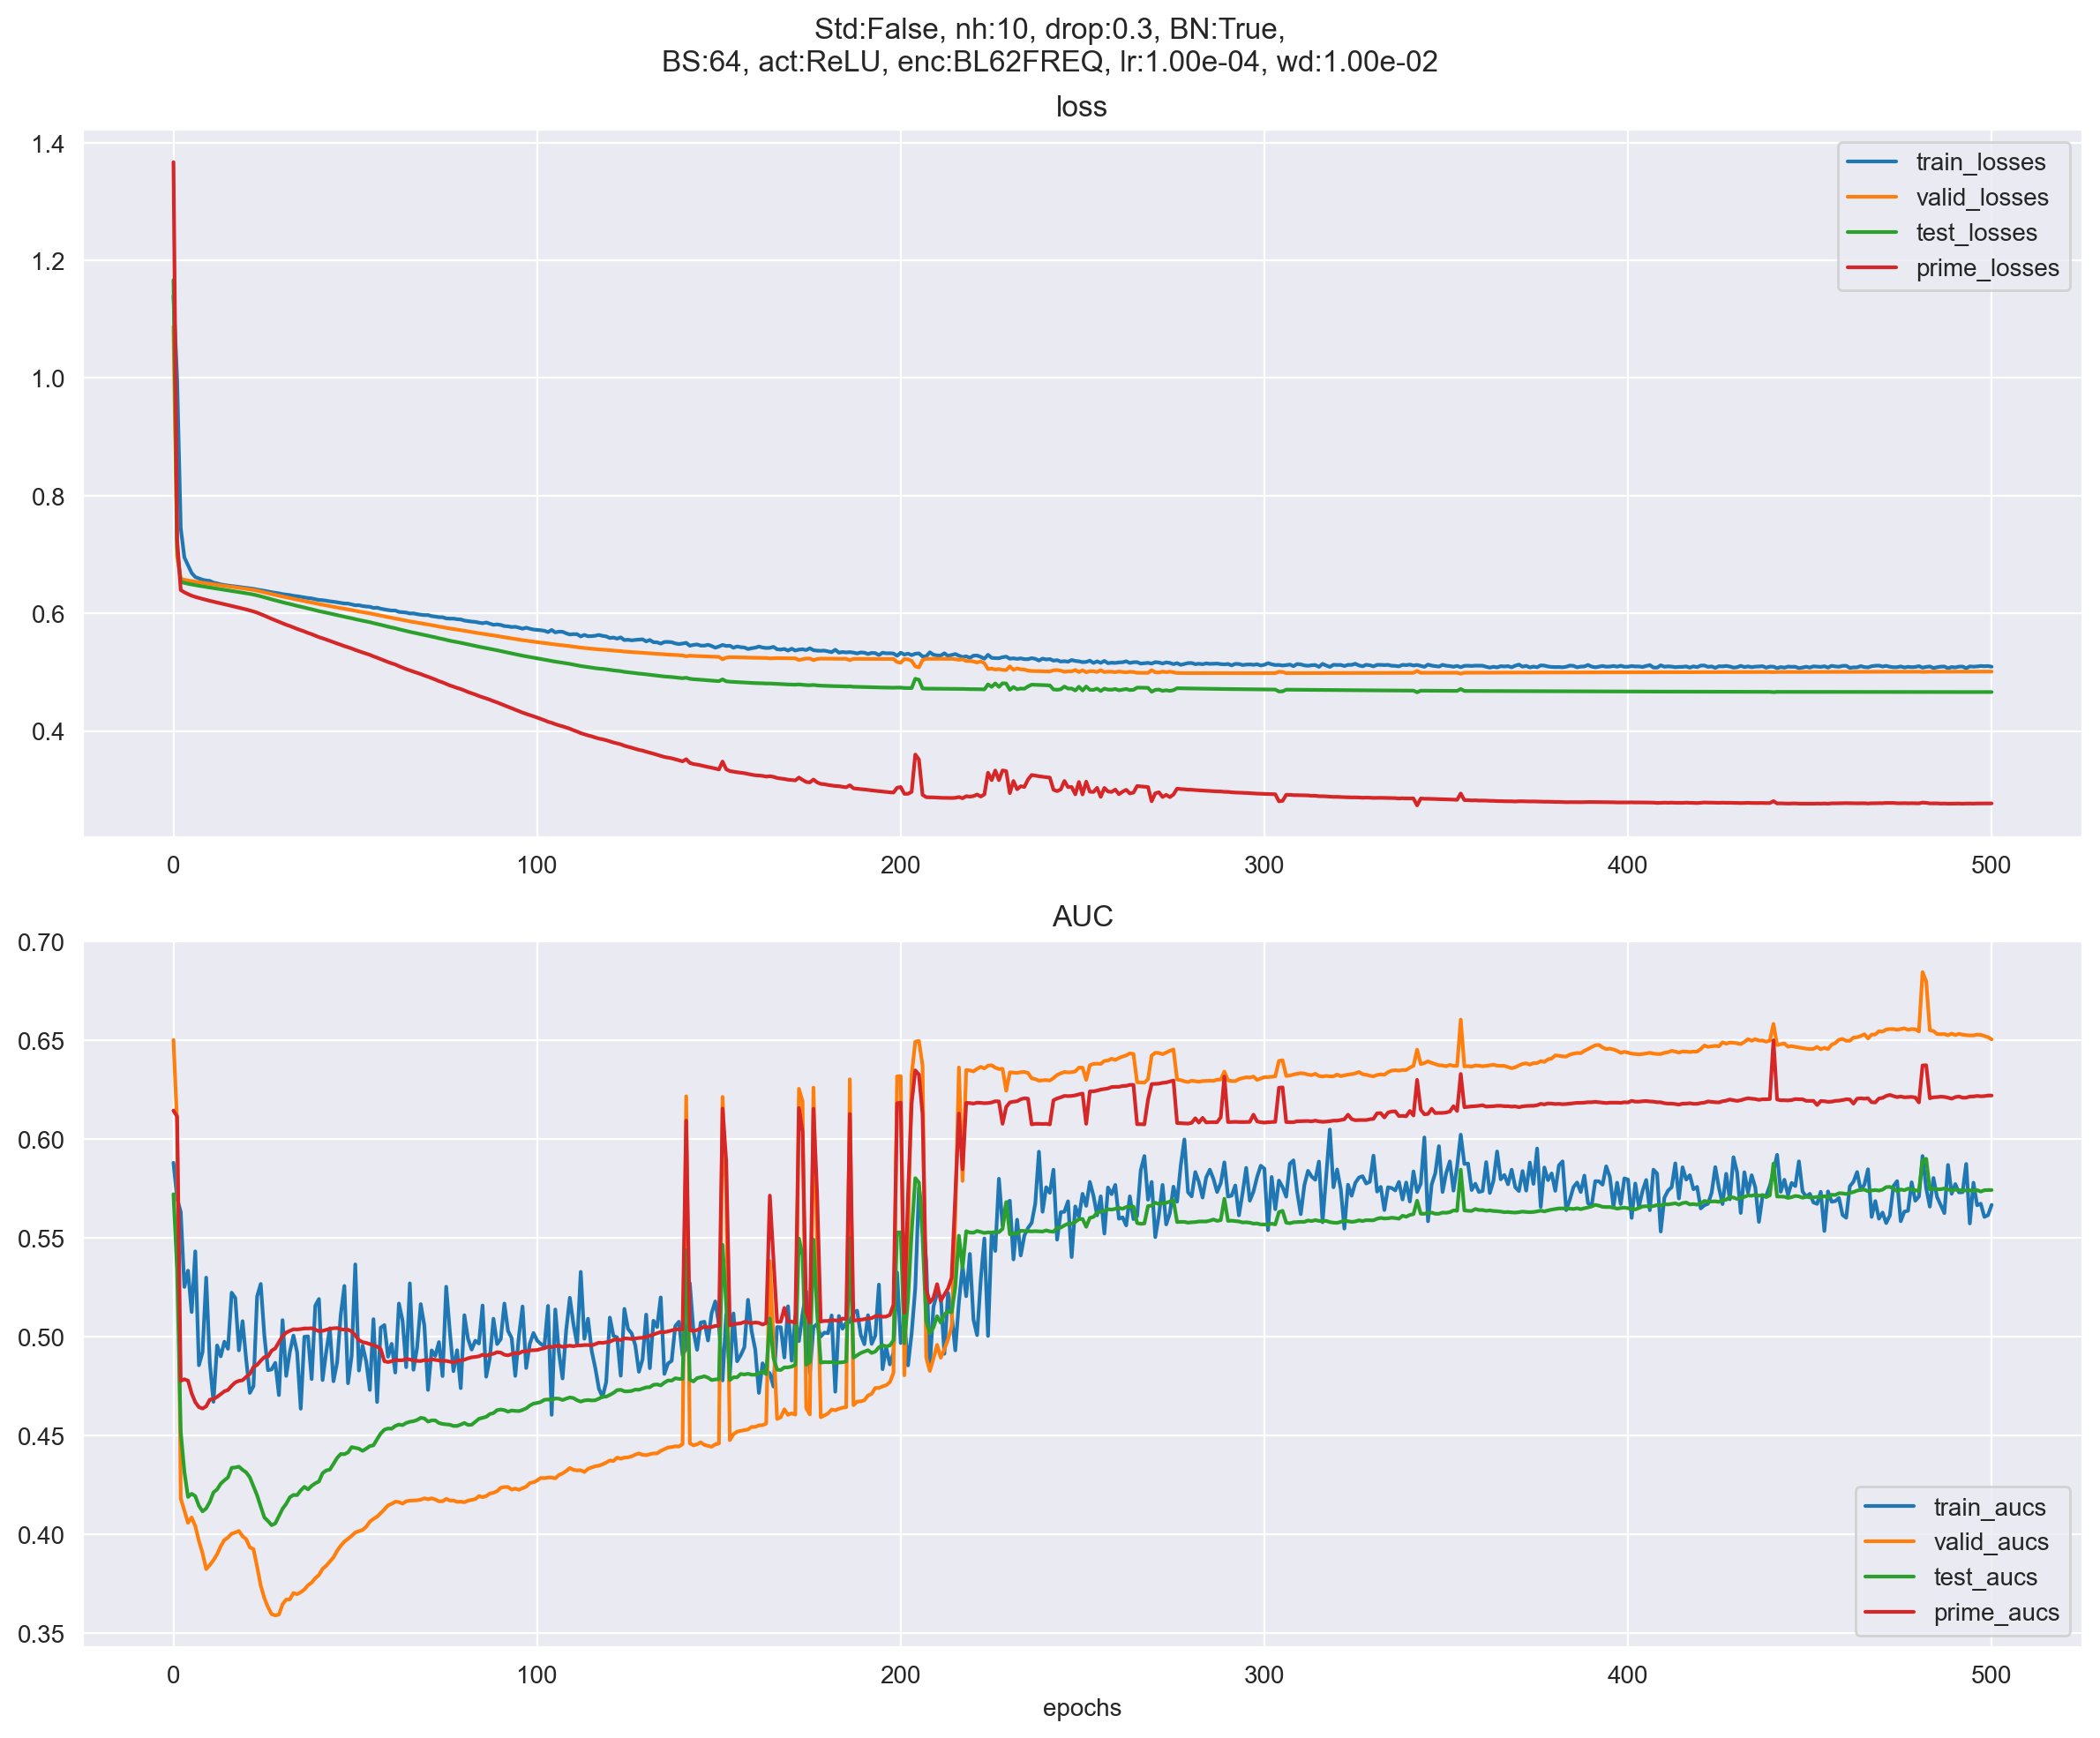 Std:False, nh:10, drop:0.3, BN:True,
BS:64, act:ReLU, enc:BL62FREQ, lr:1.00e-04, wd:1.00e-02
loss
1.4
1.2
1.0
0.8
0.6
0.4
train_losses
valid_losses
test_losses
prime_losses
0 100 200 300 400 500
AUC
0.70
0.65
0.60
0.55
0.50
0.45
0.40
0.35
train_aucs
valid_aucs
test_aucs
prime_aucs
0 100 200 300 400 500
epochs